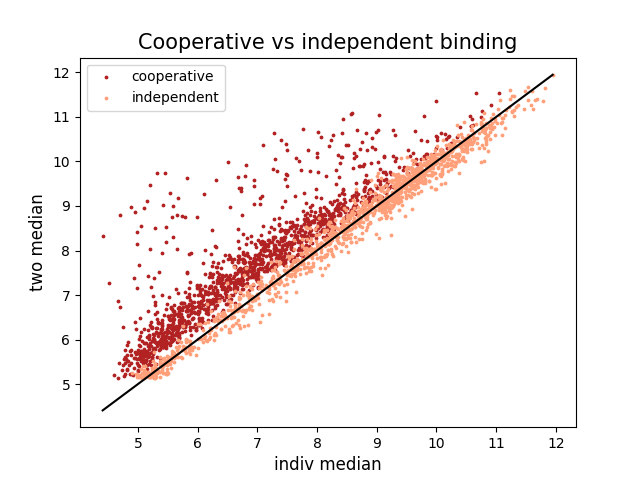 Cooperative vs independent binding
cooperative
independent
12
11
10
9
8
7
6
5
two median
5 6 7 8 9 10 11 12
indiv median